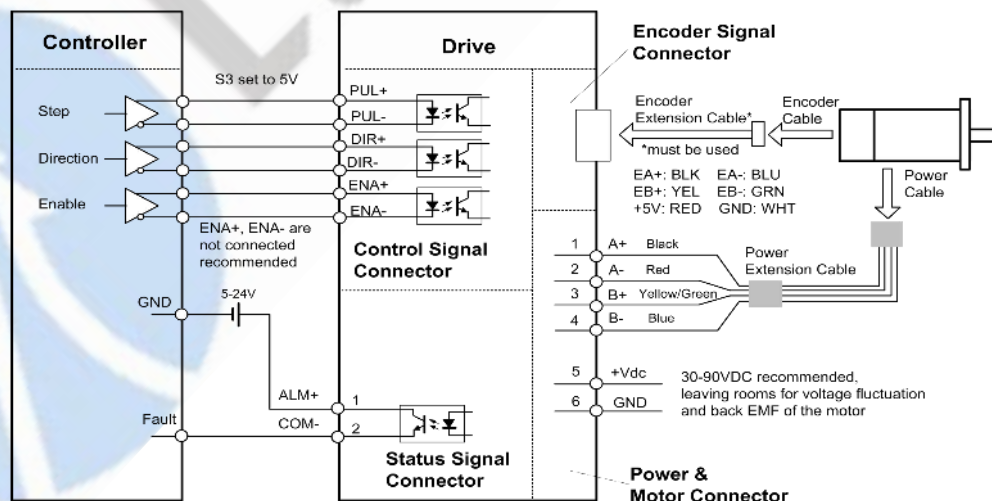 Controller
Drive
Encoder Signal
Connector
S3 set to 5V
Step
PUL+
PUL-
Direction
DIR+
DIR-
Enable
ENA+
ENA-
ENA+, ENA- are
not connected
recommended
Control Signal
Connector
Encoder
Extension Cable*
*must be used
Encoder
Cable
EA+: BLK EA-: BLU
EB+: YEL EB-: GRN
+5V: RED GND: WHT
Power
Cable
1 A+ Black
2 A- Red
3 B+ Yellow/Green
4 B- Blue
Power
Extension Cable
GND
5-24V
5 +Vdc
6 GND
30-90VDC recommended,
leaving rooms for voltage fluctuation
and back EMF of the motor
Fault
ALM+ 1
COM- 2
Status Signal
Connector
Power &
Motor Connector